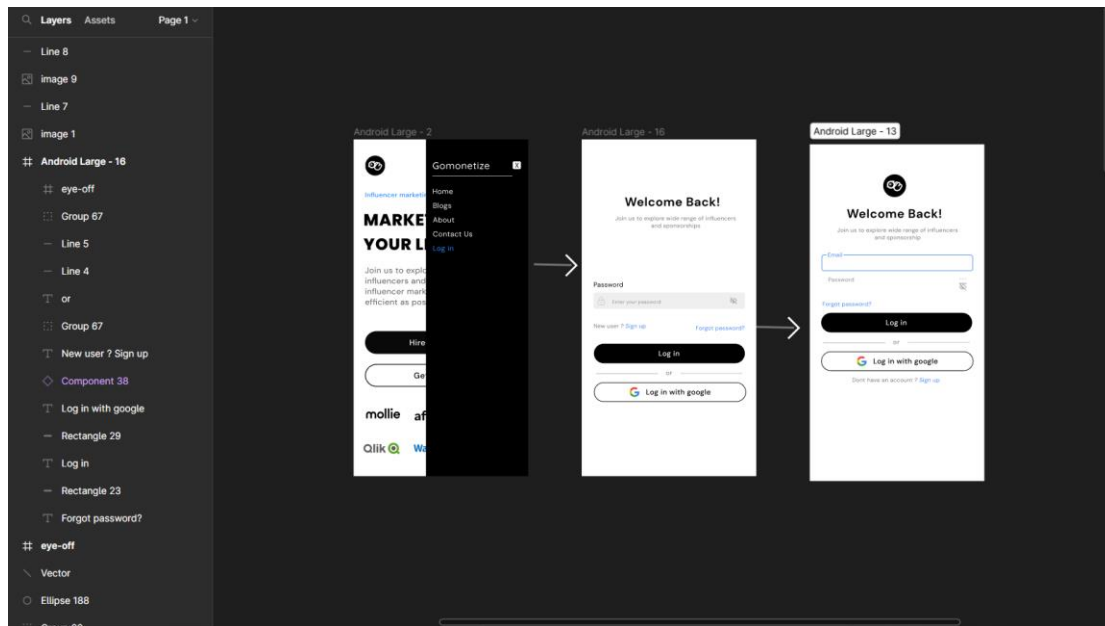 Layers Assets Page 1
Line 8
image 9
Line 7
image 1
Android Large - 16
eye-off
Group 67
Line 5
Line 4
or
Group 67
New user ? Sign up
Component 38
Log in with google
Rectangle 29
Log in
Rectangle 23
Forgot password?
eye-off
Vector
Ellipse 188
Android Large - 2
Influencer marketi
MARKE
YOUR LI
Join us to explo
influencers and
influencer mark
efficient as pos
Hire
Ge
mollie af
Qlik Wa
Gomonetize X
Home
Blogs
About
Contact Us
Log in
Android Large - 16
Welcome Back!
Join us to explore wide range of influencers
and sponsorships
Password
Enter your password
New user ? Sign up Forgot password?
Log in
or
Log in with google
Android Large - 13
Welcome Back!
Join us to explore wide range of influencers
and sponsorship
Email
Password
Forgot password?
Log in
or
Log in with google
Dont have an account ? Sign up